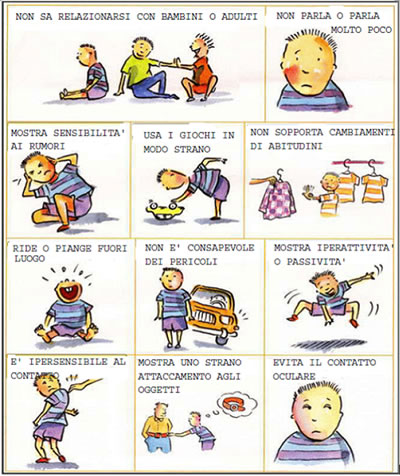 NON SA RELAZIONARSI CON BAMBINI O ADULTI
NON PARLA O PARLA
MOLTO POCO
MOSTRA SENSIBILITA'
AI RUMORI
USA I GIOCHI IN
MODO STRANO
NON SOPPORTA CAMBIAMENTI
DI ABITUDINI
RIDE O PIANGE FUORI
LUOGO
NON E' CONSAPEVOLE
DEI PERICOLI
MOSTRA IPERATTIVITA'
O PASSIVITA'
E' IPERSENSIBILE AL
CONTATTO
MOSTRA UNO STRANO
ATTACCAMENTO AGLI
OGGETTI
EVITA IL CONTATTO
OCULARE